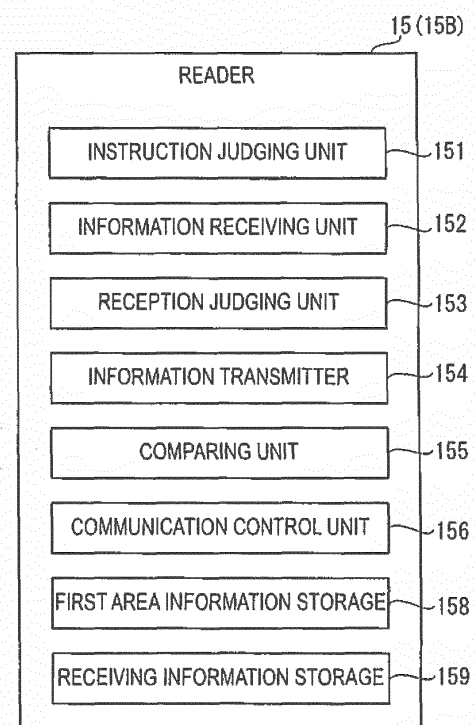 15 (15B)
READER
INSTRUCTION JUDGING UNIT 151
INFORMATION RECEIVING UNIT 152
RECEPTION JUDGING UNIT 153
INFORMATION TRANSMITTER 154
COMPARING UNIT 155
COMMUNICATION CONTROL UNIT 156
FIRST AREA INFORMATION STORAGE 158
RECEIVING INFORMATION STORAGE 159